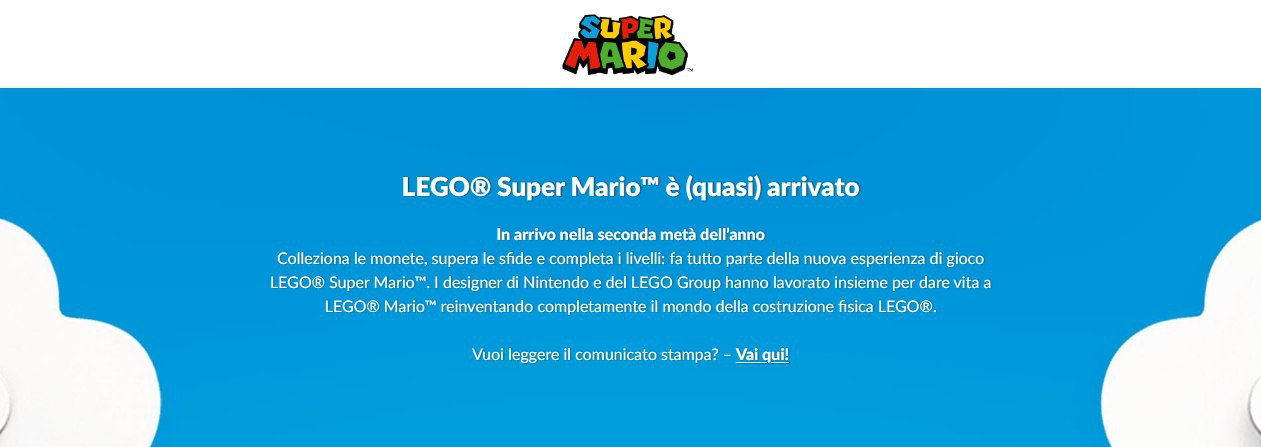 SUPER
MARIO™
LEGO® Super Mario™ è (quasi) arrivato
In arrivo nella seconda metà dell'anno
Colleziona le monete, supera le sfide e completa i livelli: fa tutto parte della nuova esperienza di gioco
LEGO® Super Mario™. I designer di Nintendo e del LEGO Group hanno lavorato insieme per dare vita a
LEGO® Mario™ reinventando completamente il mondo della costruzione fisica LEGO®.
Vuoi leggere il comunicato stampa? – Vai qui!